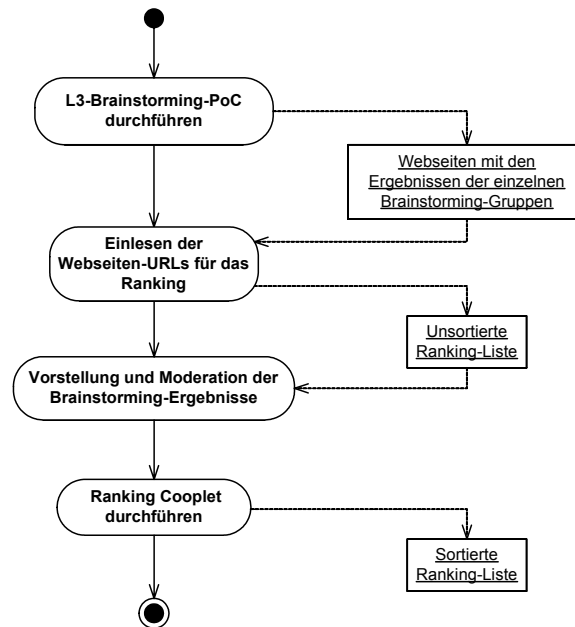 L3-Brainstorming-PoC
durchführen
Webseiten mit den
Ergebnissen der einzelnen
Brainstorming-Gruppen
Einlesen der
Webseiten-URLs für das
Ranking
Unsortierte
Ranking-Liste
Vorstellung und Moderation der
Brainstorming-Ergebnisse
Ranking Cooplet
durchführen
Sortierte
Ranking-Liste